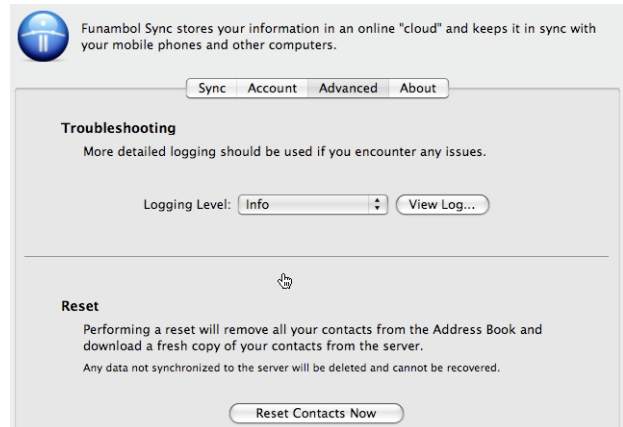 Funambol Sync stores your information in an online "cloud" and keeps it in sync with
your mobile phones and other computers.
Sync Account Advanced About
Troubleshooting
More detailed logging should be used if you encounter any issues.
Logging Level: Info View Log...
Reset
Performing a reset will remove all your contacts from the Address Book and
download a fresh copy of your contacts from the server.
Any data not synchronized to the server will be deleted and cannot be recovered.
Reset Contacts Now